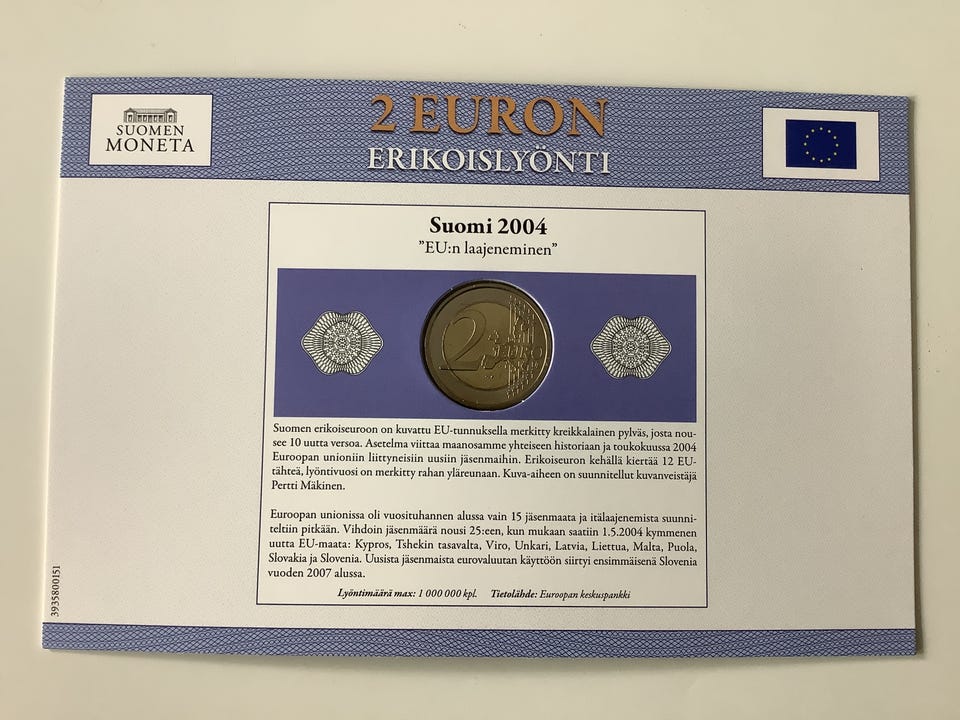 SUOMEN
MONETA
2 EURON
ERIKOISLYÖNTI
Suomi 2004
”EU:n laajeneminen”
2 EURO
Suomen erikoiseuroon on kuvattu EU-tunnuksella merkitty kreikkalainen pylväs, josta nou-
see 10 uutta versoa. Asetelma viittaa maanosamme yhteiseen historiaan ja toukokuussa 2004
Euroopan unioniin liittyneisiin uusiin jäsenmaihin. Erikoiseuron kehällä kiertää 12 EU-
tähteä, lyöntivuosi on merkitty rahan yläreunaan. Kuva-aiheen on suunnitellut kuvanveistäjä
Pertti Mäkinen.
Euroopan unionissa oli vuosituhannen alussa vain 15 jäsenmaata ja itälaajenemista suunni-
teltiin pitkään. Vihdoin jäsenmäärä nousi 25:een, kun mukaan saatiin 1.5.2004 kymmenen
uutta EU-maata: Kypros, Tshekin tasavalta, Viro, Unkari, Latvia, Liettua, Malta, Puola,
Slovakia ja Slovenia. Uusista jäsenmaista eurovaluutan käyttöön siirtyi ensimmäisenä Slovenia
vuoden 2007 alussa.
Lyöntimäärä max: 1 000 000 kpl. Tietolähde: Euroopan keskuspankki
3935800151